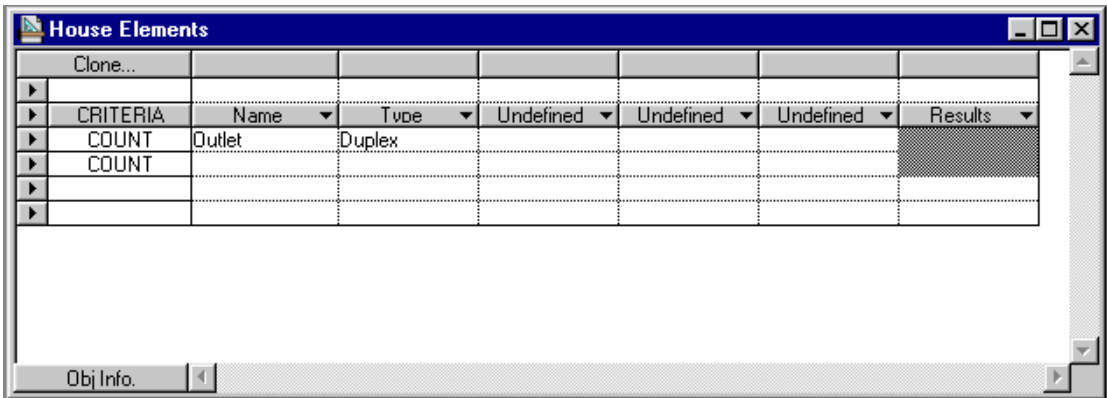 House Elements
Clone...
CRITERIA Name Type Undefined Undefined Undefined Results
COUNT Outlet Duplex
COUNT
Obj Info.